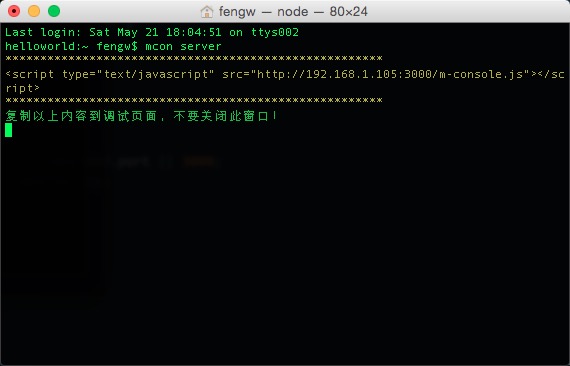 fengw — node — 80×24
Last login: Sat May 21 18:04:51 on ttys002
helloworld:~ fengw$ mcon server
******************************************************
<script type="text/javascript" src="http://192.168.1.105:3000/m-console.js"></sc
ript>
******************************************************
复制以上内容到调试页面，不要关闭此窗口！